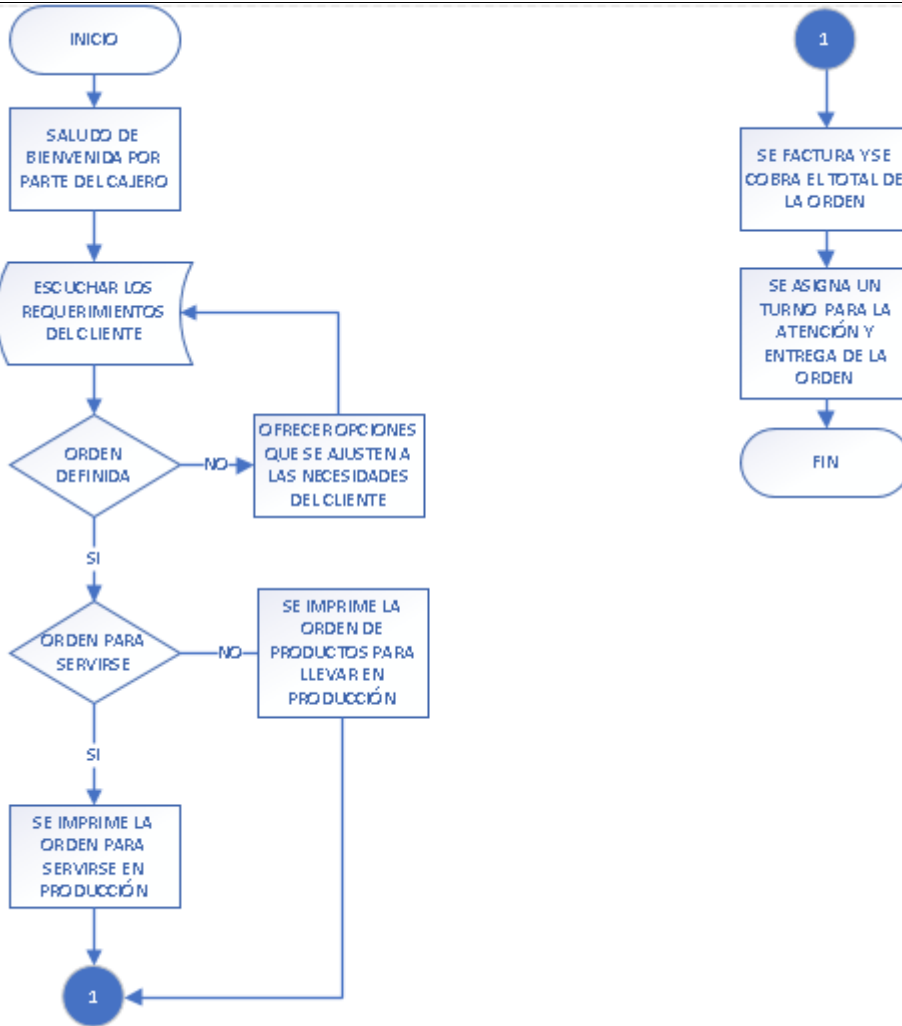 INICIO
SALUDO DE
BIENVENIDA POR
PARTE DEL CAJERO
ESCUCHAR LOS
REQUERIMIENTOS
DEL CLIENTE
ORDEN
DEFINIDA
NO
OFRECER OPCIONES
QUE SE AJUSTEN A
LAS NECESIDADES
DEL CLIENTE
SI
ORDEN PARA
SERVIRSE
NO
SE IMPRIME LA
ORDEN DE
PRODUCTOS PARA
LLEVAR EN
PRODUCCIÓN
SI
SE IMPRIME LA
ORDEN PARA
SERVIRSE EN
PRODUCCIÓN
1
1
SE FACTURA Y SE
COBRA EL TOTAL DE
LA ORDEN
SE ASIGNA UN
TURNO PARA LA
ATENCIÓN Y
ENTREGA DE LA
ORDEN
FIN